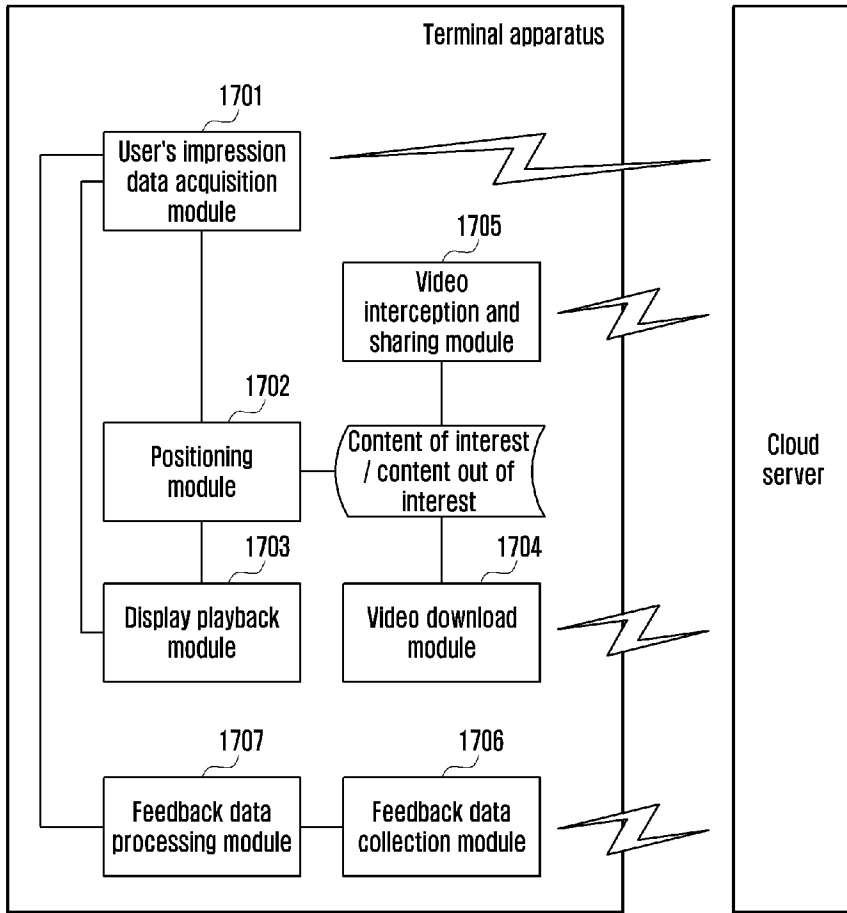 Terminal apparatus
1701
User's impression
data acquisition
module
1705
Video
interception and
sharing module
1702
Positioning
module
Content of interest
/ content out of
interest
Cloud
server
1703
Display playback
module
1704
Video download
module
1707
Feedback data
processing module
1706
Feedback data
collection module